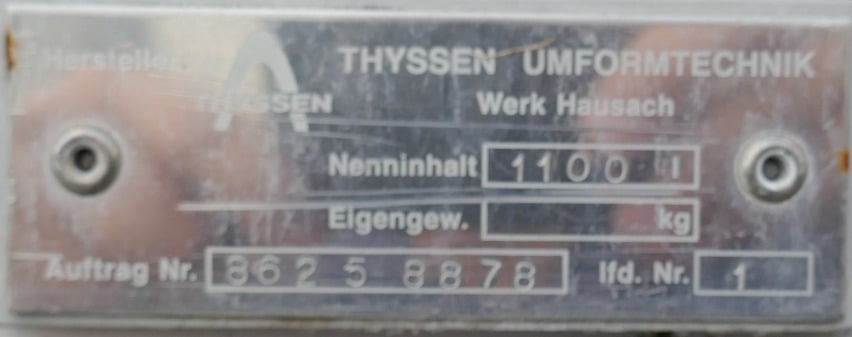 Hersteller THYSSEN UMFORMTECHNIK
THYSSEN Werk Hausach
Nenninhalt 1100 l
Eigengew. kg
Auftrag Nr. 8625 8878 lfd. Nr. 1